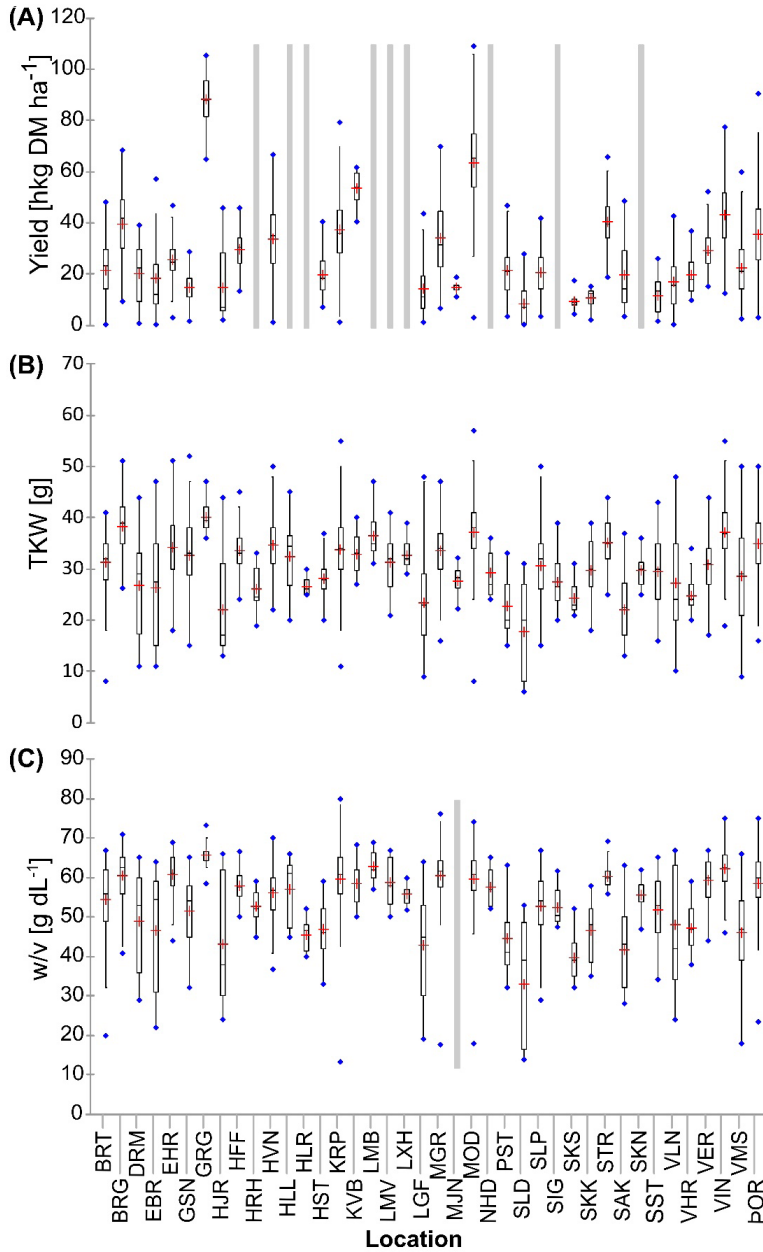 (A)
Yield [hkg DM ha⁻¹]
120
100
80
60
40
20
0
(B)
TKW [g]
70
60
50
40
30
20
10
0
(C)
w/v [g dL⁻¹]
90
80
70
60
50
40
30
20
10
0
BRT DRM EHR GRG HFF HVN HLR KRP LMB LXH MGR MOD PST SLP SKS STR SKN VLN VER VMS
BRG EBR GSN HJR HRH HLL HST KVB LMV LGF MJN NHD SLD SIG SKK SAK SST VHR VIN ÞOR
Location